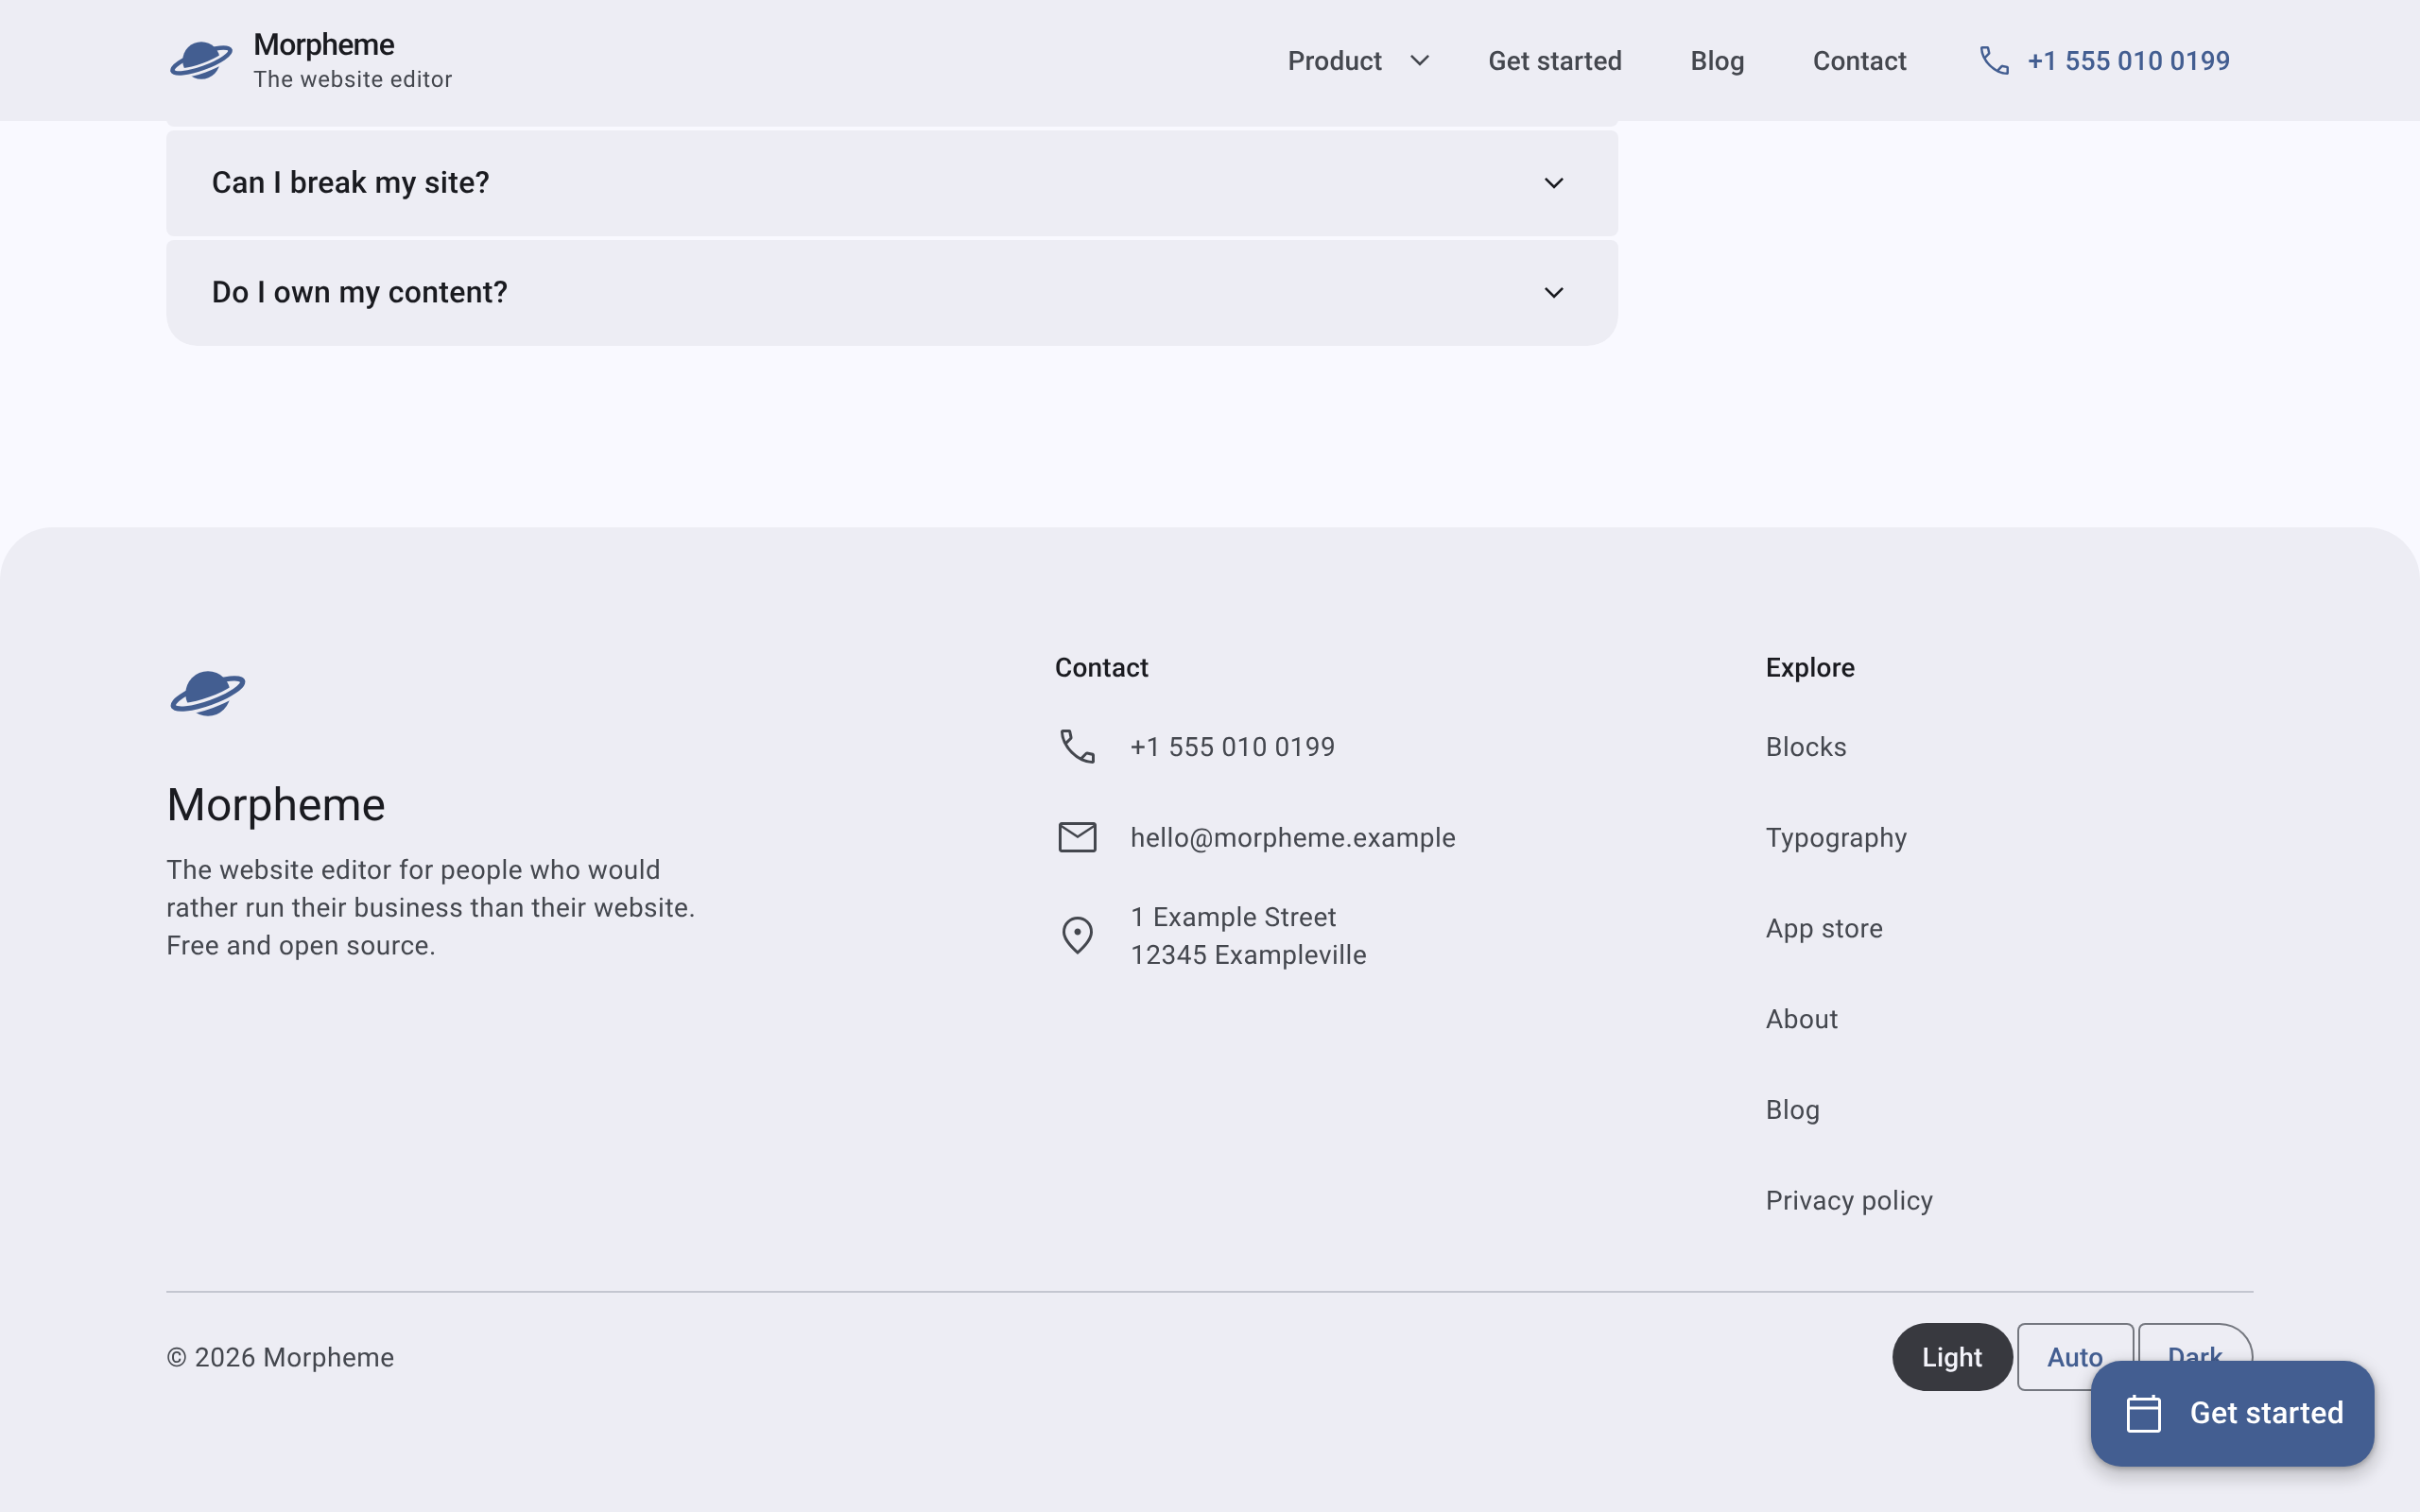 Morpheme
The website editor
Product
Get started
Blog
Contact
+1 555 010 0199
Can I break my site?
Do I own my content?
Morpheme
The website editor for people who would
rather run their business than their website.
Free and open source.
Contact
+1 555 010 0199
hello@morpheme.example
1 Example Street
12345 Exampleville
Explore
Blocks
Typography
App store
About
Blog
Privacy policy
© 2026 Morpheme
Light
Auto
Dark
Get started